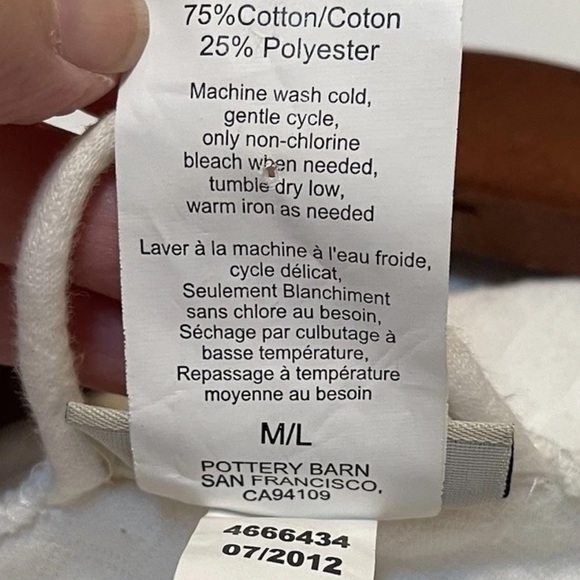 75%Cotton/Coton
25% Polyester
Machine wash cold,
gentle cycle,
only non-chlorine
bleach when needed,
tumble dry low,
warm iron as needed
Laver à la machine à l'eau froide,
cycle délicat,
Seulement Blanchiment
sans chlore au besoin,
Séchage par culbutage à
basse température,
Repassage à température
moyenne au besoin
M/L
POTTERY BARN
SAN FRANCISCO,
CA94109
4666434
07/2012